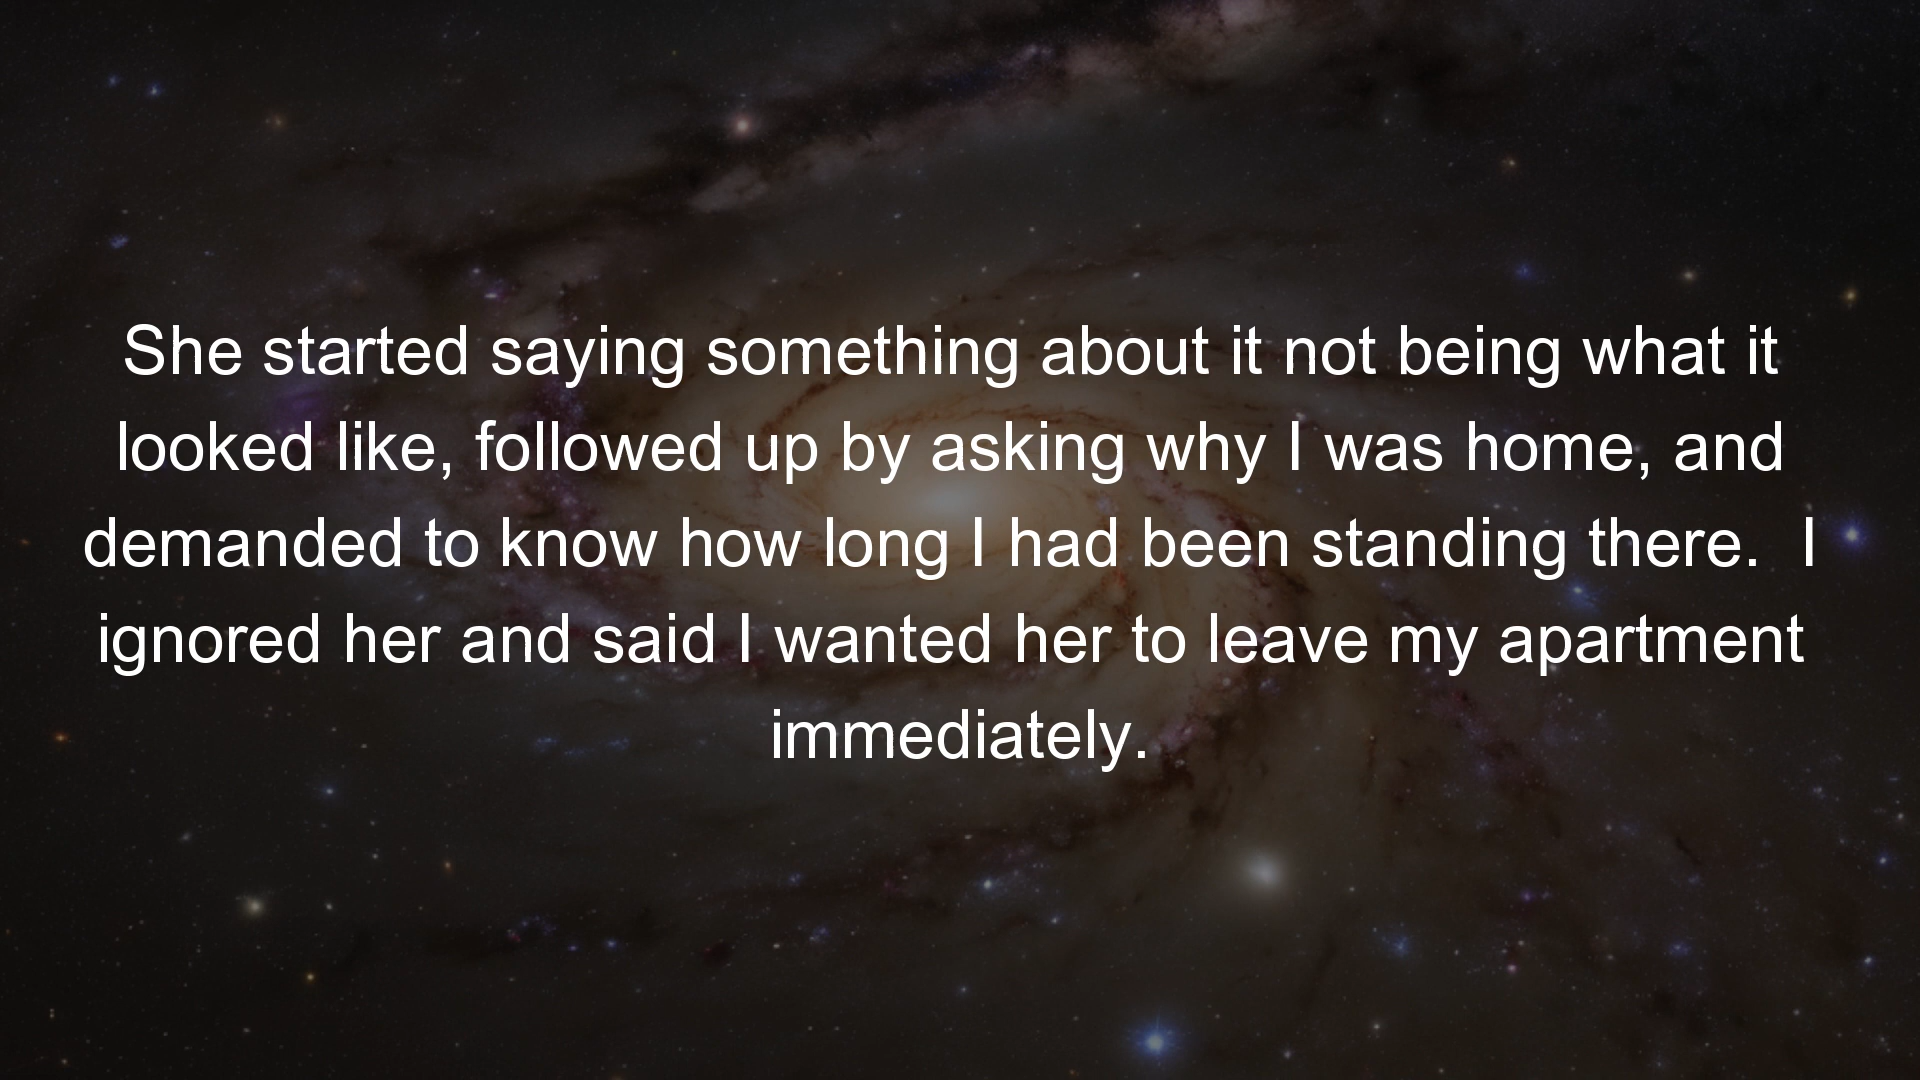 She started saying something about it not being what it
looked like, followed up by asking why I was home, and
demanded to know how long I had been standing there.  I
ignored her and said I wanted her to leave my apartment
immediately.